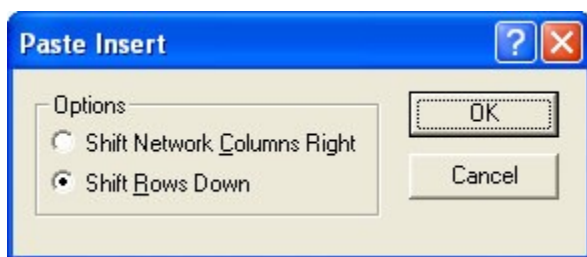 Paste Insert
?
Options
Shift Network Columns Right
Shift Rows Down
OK
Cancel